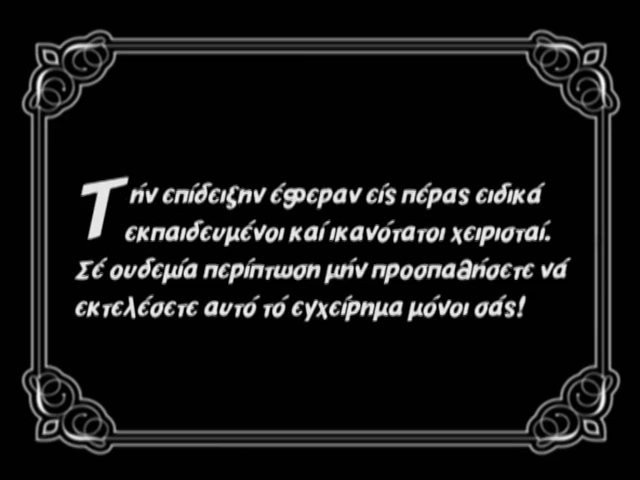 Τήν επίδειξην έφεραν είς πέρας ειδικά
εκπαιδευμένοι καί ικανότατοι χειρισταί.
Σέ ουδεμία περίπτωση μήν προσπαθήσετε νά
εκτελέσετε αυτό τό εγχείρημα μόνοι σάς!